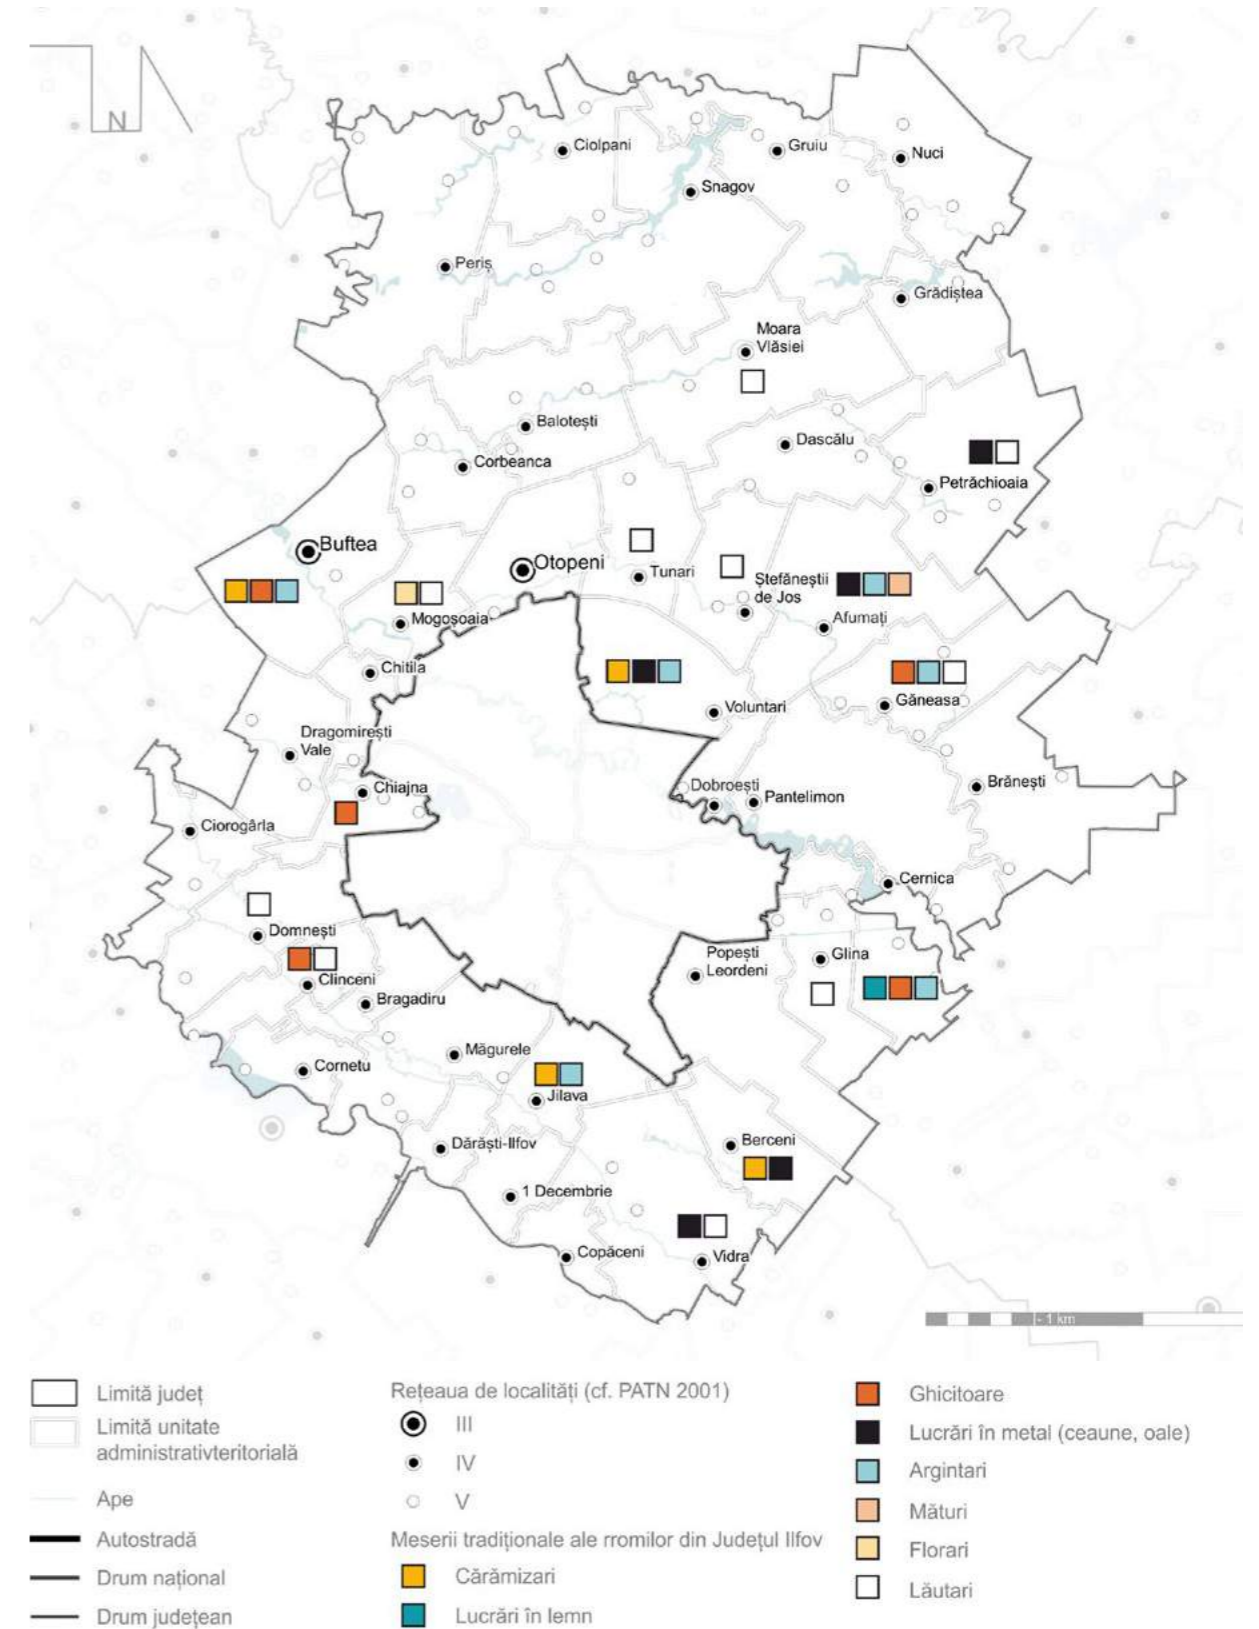 N
Ciolpani
Gruiu
Nuci
Snagov
Periș
Grădiștea
Moara
Vlăsiei
Balotești
Dascălu
Corbeanca
Petrăchioaia
Buftea
Otopeni
Tunari
Ștefăneștii
de Jos
Mogoșoaia
Afumați
Chitila
Găneasa
Voluntari
Dragomirești
Vale
Chiajna
Dobroești
Pantelimon
Brănești
Ciorogârla
Cernica
Domnești
Popești
Leordeni
Glina
Clinceni
Bragadiru
Măgurele
Cornetu
Jilava
Dărăști-Ilfov
Berceni
1 Decembrie
Copăceni
Vidra
1 km
Limită județ
Limită unitate
administrativteritorială
Ape
Autostradă
Drum național
Drum județean
Rețeaua de localități (cf. PATN 2001)
III
IV
V
Meserii tradiționale ale rromilor din Județul Ilfov
Cărămizari
Lucrări în lemn
Ghicitoare
Lucrări în metal (ceaune, oale)
Argintari
Mături
Florari
Lăutari